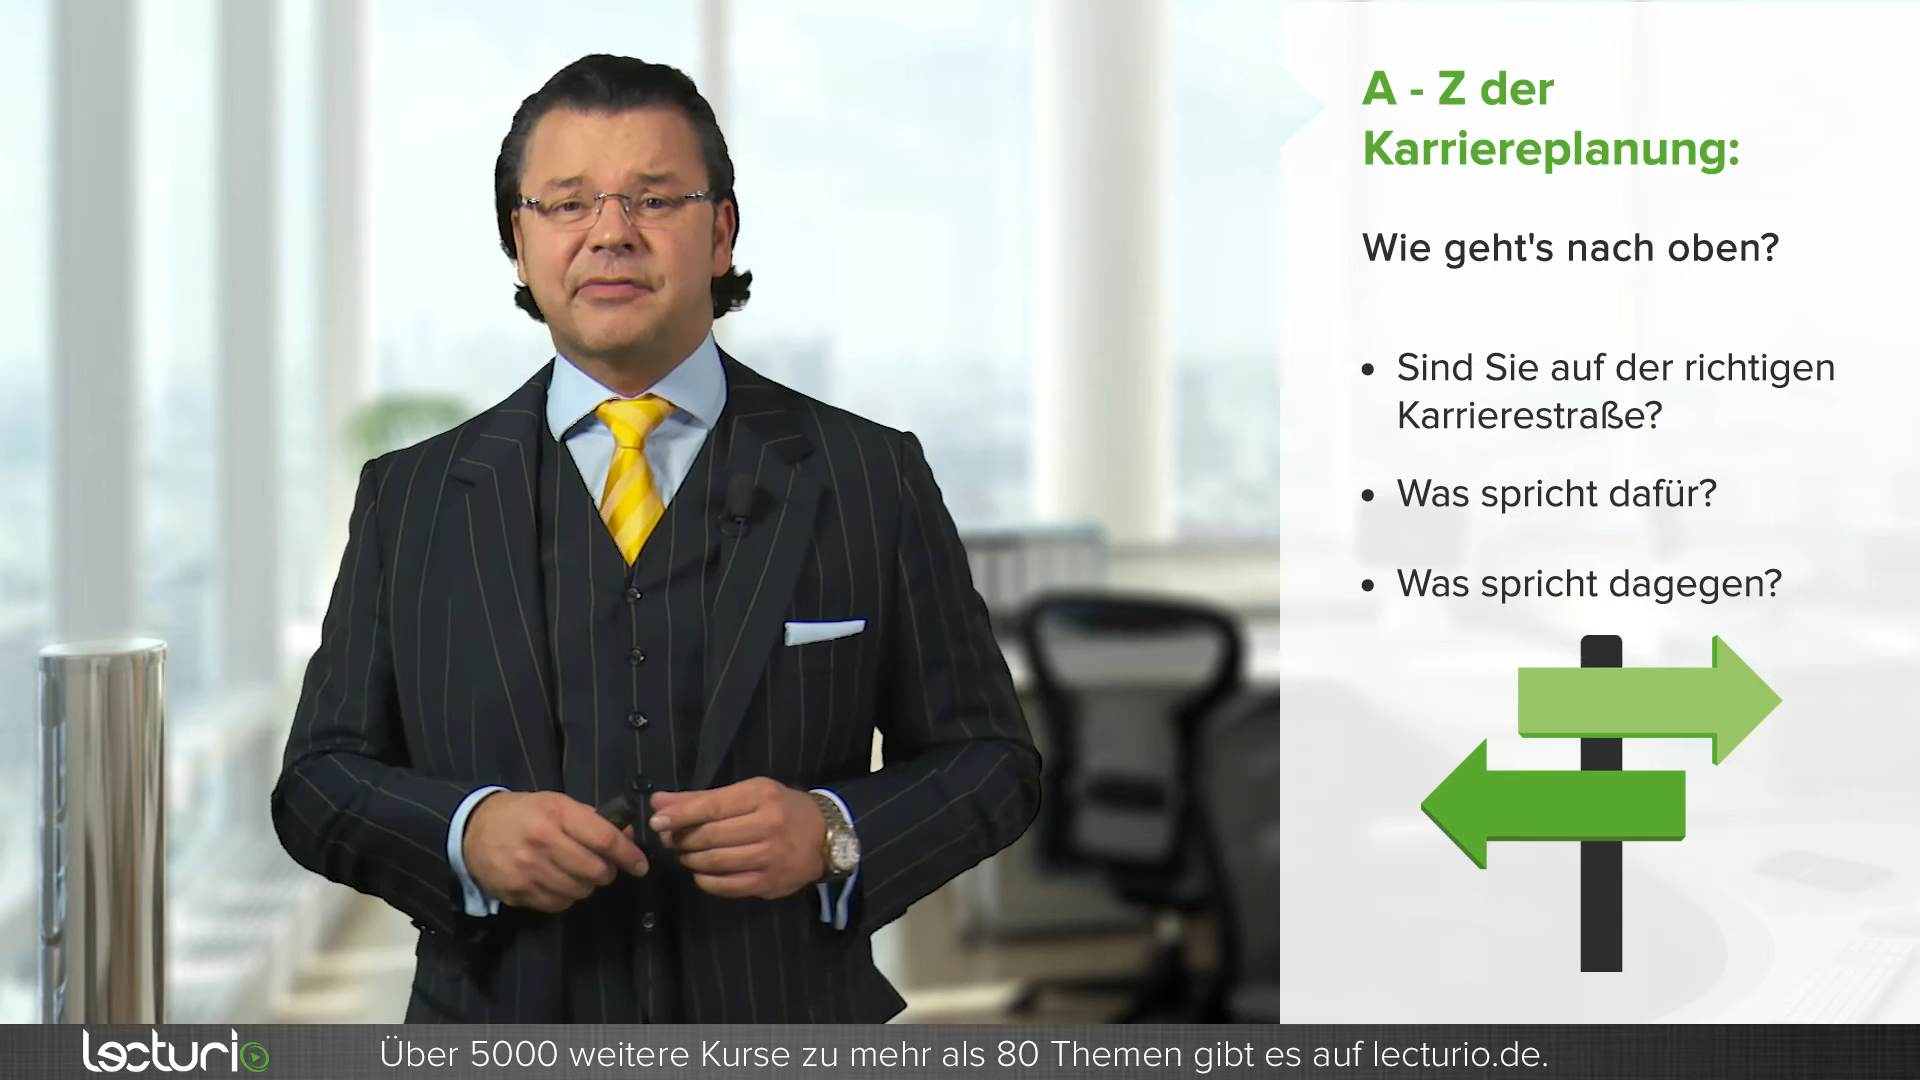 A - Z der
Karriereplanung:
Wie geht's nach oben?
• Sind Sie auf der richtigen
Karrierestraße?
• Was spricht dafür?
• Was spricht dagegen?
lecturio
Über 5000 weitere Kurse zu mehr als 80 Themen gibt es auf lecturio.de.